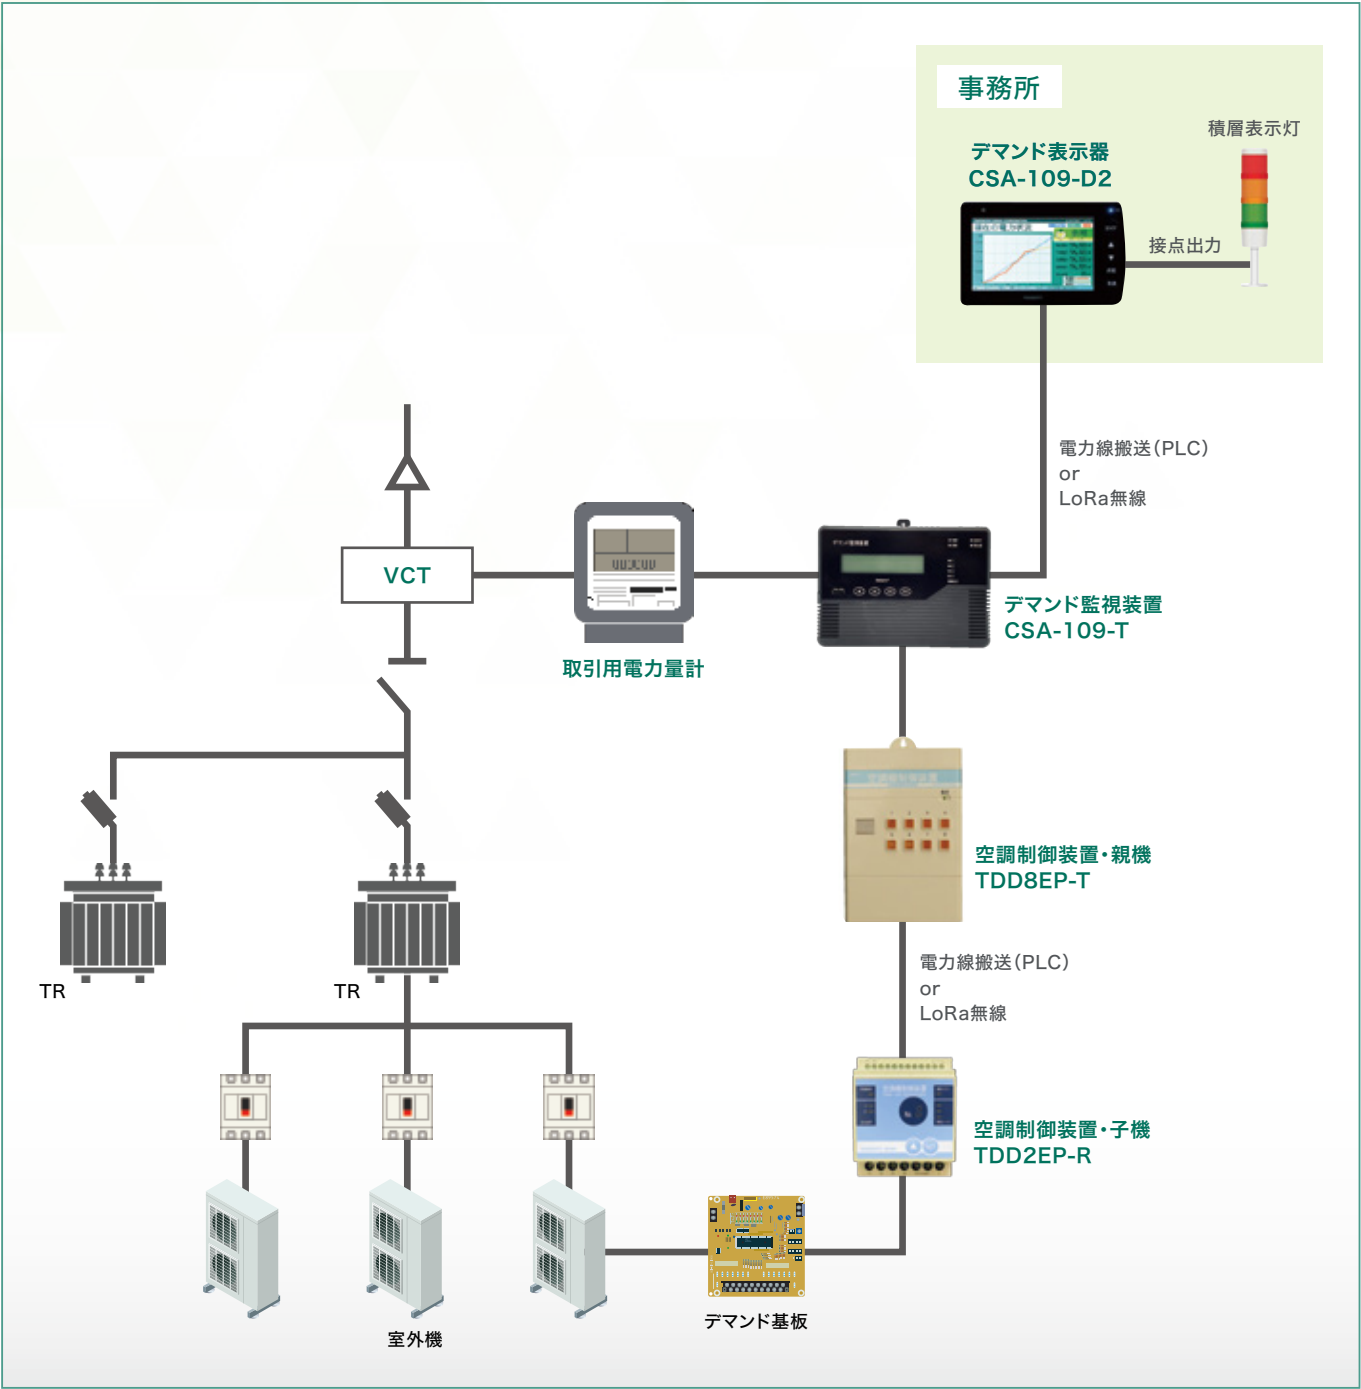 事務所
積層表示灯
デマンド表示器
CSA-109-D2
接点出力
電力線搬送(PLC)
or
LoRa無線
VCT
取引用電力量計
デマンド監視装置
CSA-109-T
空調制御装置・親機
TDD8EP-T
電力線搬送(PLC)
or
LoRa無線
TR
TR
空調制御装置・子機
TDD2EP-R
デマンド基板
室外機